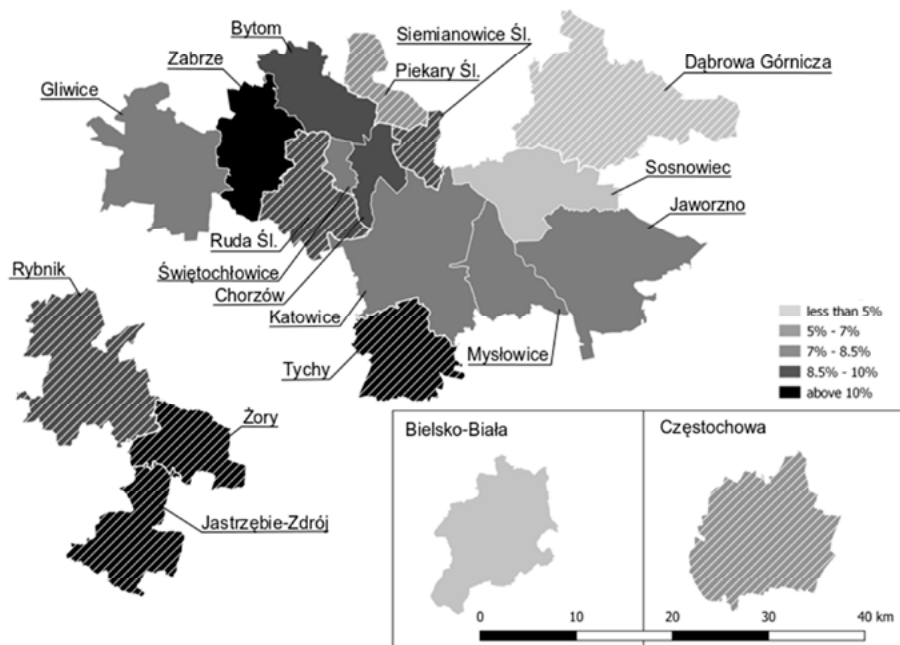 Bytom
Siemianowice Śl.
Zabrze
Piekary Śl.
Dąbrowa Górnicza
Gliwice
Sosnowiec
Jaworzno
Ruda Śl.
Rybnik
Świętochłowice
Chorzów
Katowice
Mysłowice
Tychy
less than 5%
5% - 7%
7% - 8.5%
8.5% - 10%
above 10%
Żory
Jastrzębie-Zdrój
Bielsko-Biała
Częstochowa
0 10 20 30 40 km